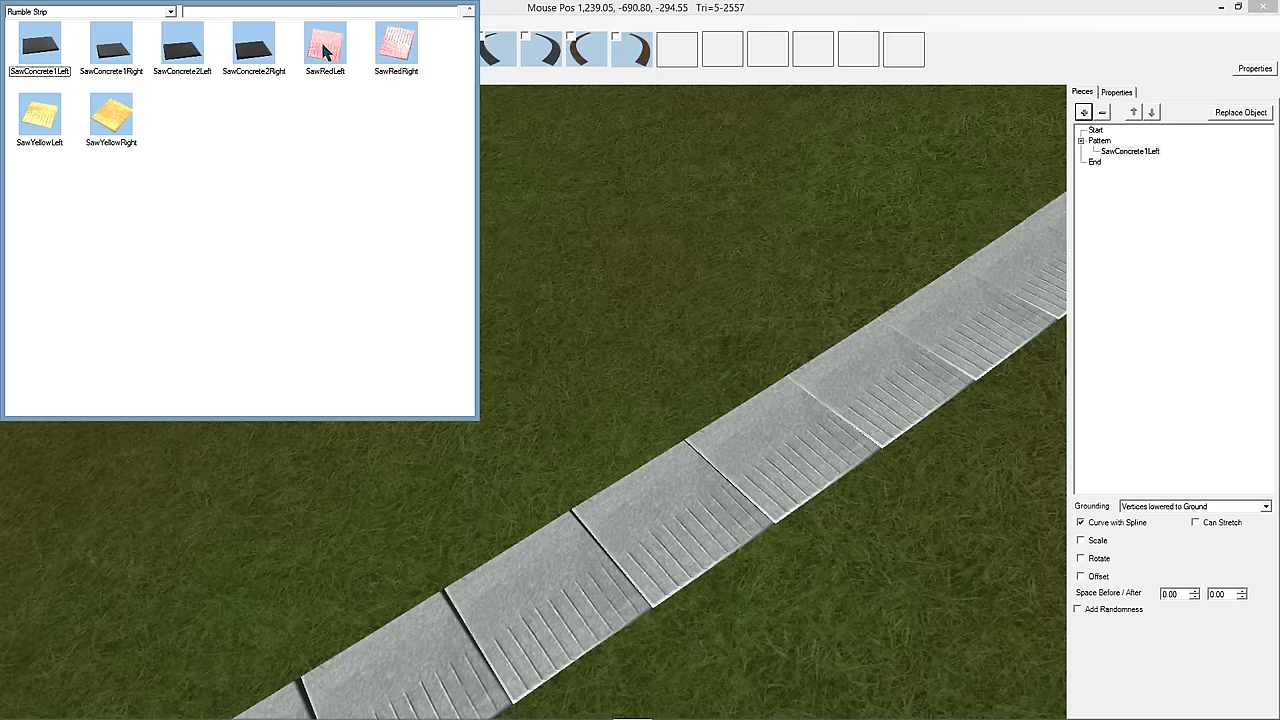 Rumble Strip
Mouse Pos 1,239.05, -690.80, -294.55 Tri=5-2557
SawConcrete1Left
SawConcrete1Right
SawConcrete2Left
SawConcrete2Right
SawRedLeft
SawRedRight
SawYellowLeft
SawYellowRight
Properties
Pieces
Properties
Replace Object
Start
Pattern
SawConcrete1Left
End
Grounding
Vertices lowered to Ground
Curve with Spline
Can Stretch
Scale
Rotate
Offset
Space Before / After
0.00
0.00
Add Randomness